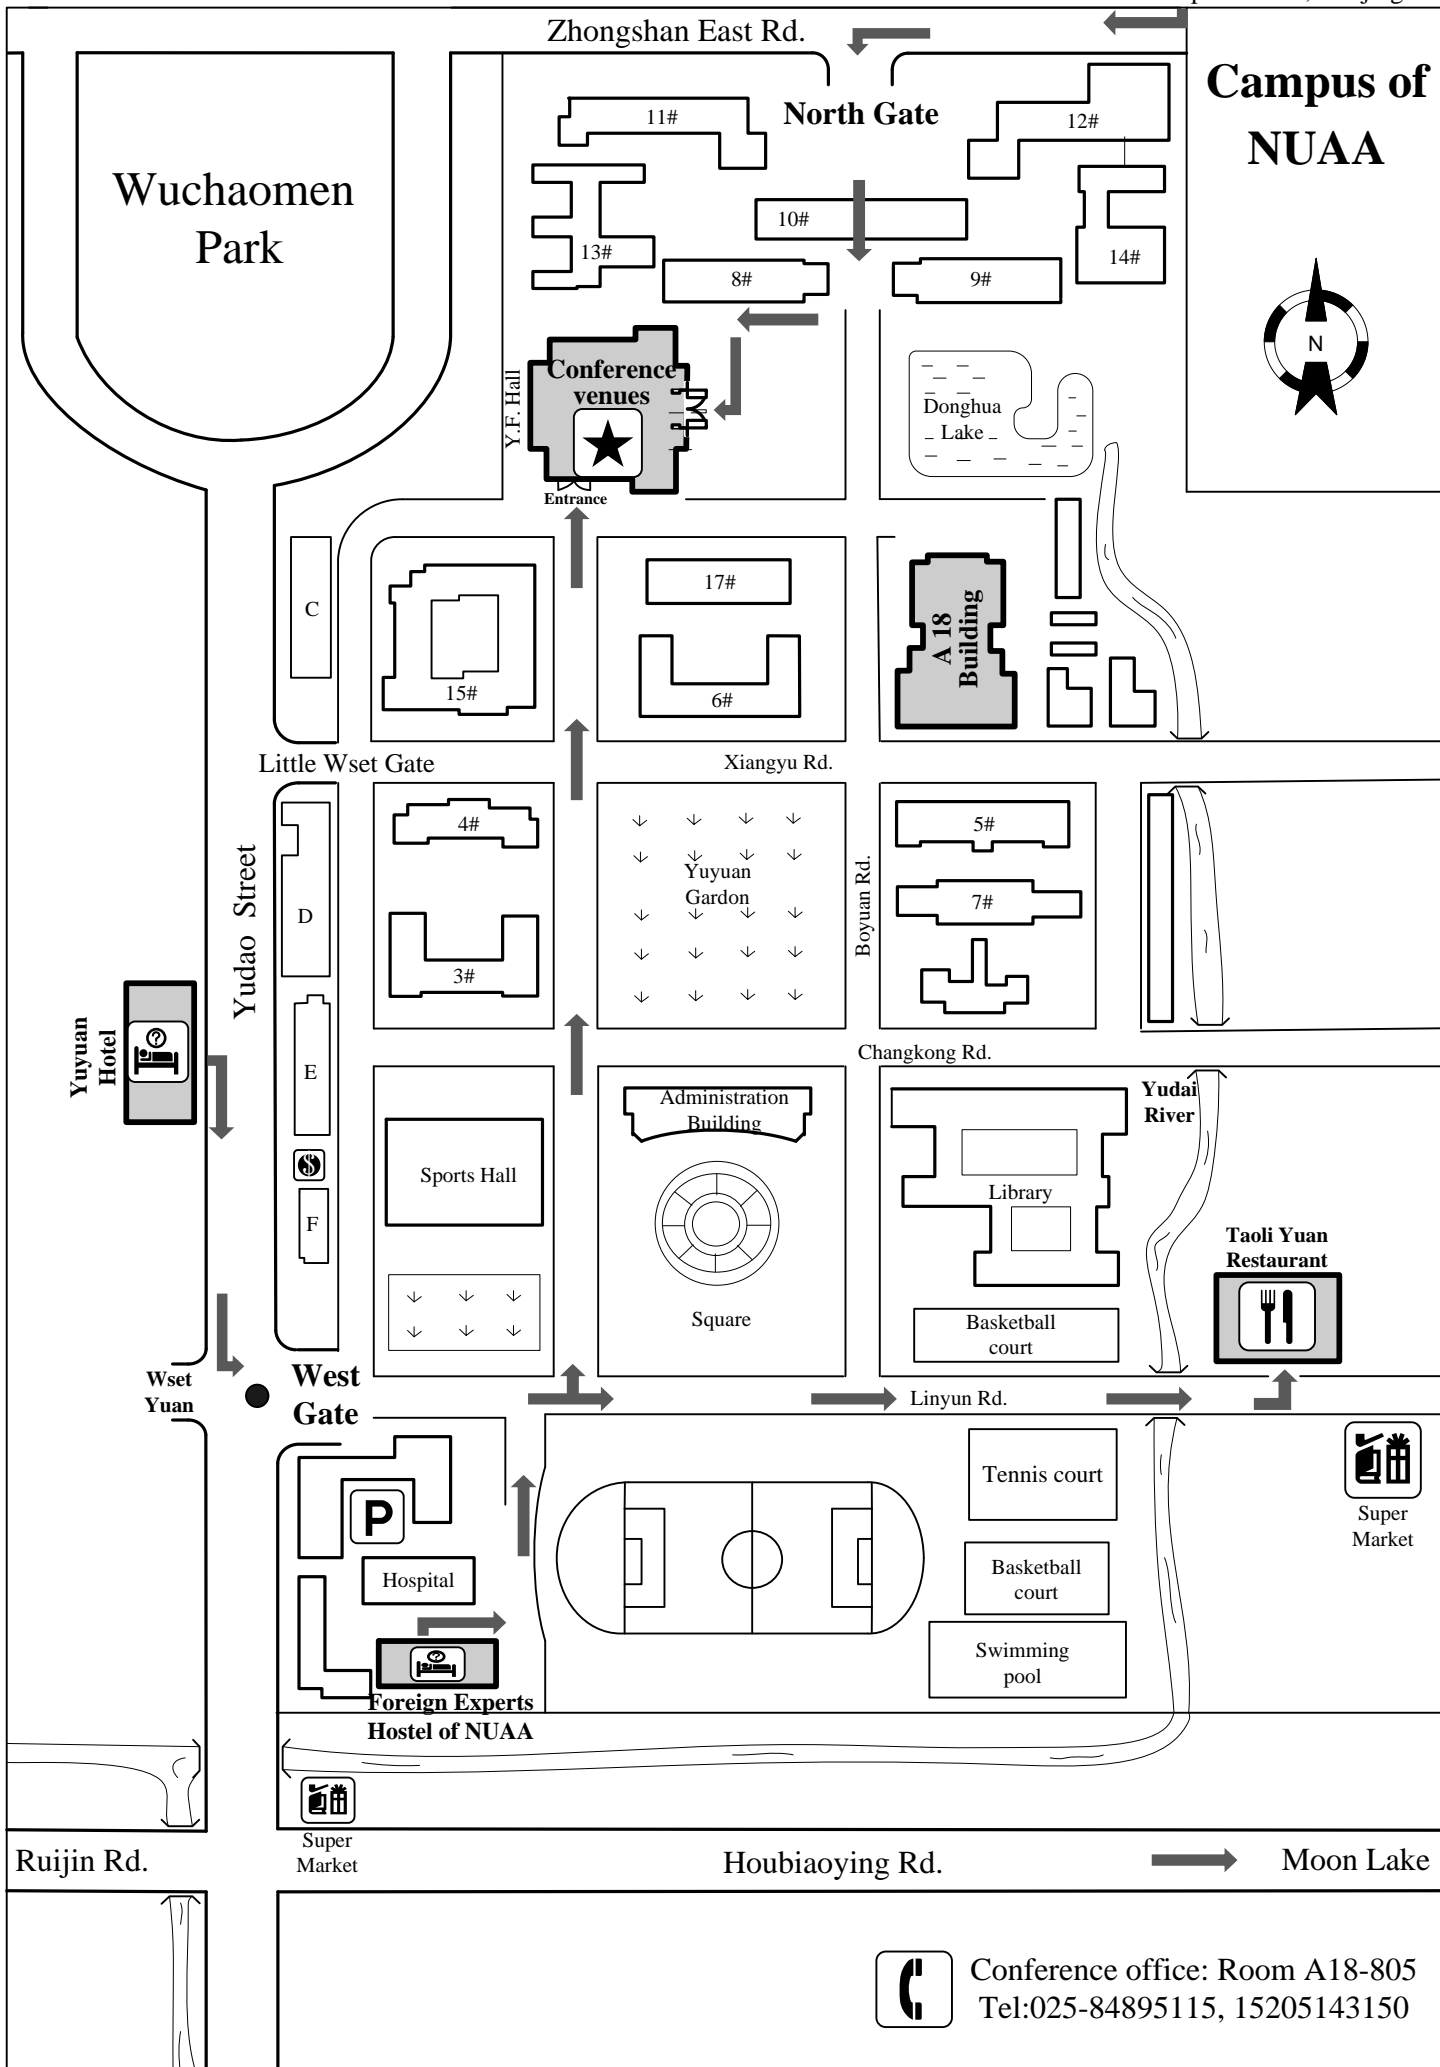 Zhongshan East Rd.
Campus of
NUAA
North Gate
11#
12#
Wuchaomen
Park
10#
13#
14#
8#
9#
N
Conference
venues
Y.F. Hall
Donghua
Lake
Entrance
C
17#
A 18
Building
15#
6#
Little Wset Gate
Xiangyu Rd.
4#
5#
Yudao Street
Yuyuan
Gardon
Boyuan Rd.
D
7#
3#
Yuyuan
Hotel
Changkong Rd.
E
Administration
Building
Yudai
River
$
Sports Hall
Library
F
Taoli Yuan
Restaurant
Square
Basketball
court
Wset
Yuan
West
Gate
Linyun Rd.
Tennis court
P
Super
Market
Hospital
Basketball
court
Swimming
pool
Foreign Experts
Hostel of NUAA
Super
Market
Ruijin Rd.
Houbiaoying Rd.
Moon Lake
Conference office: Room A18-805
Tel:025-84895115, 15205143150